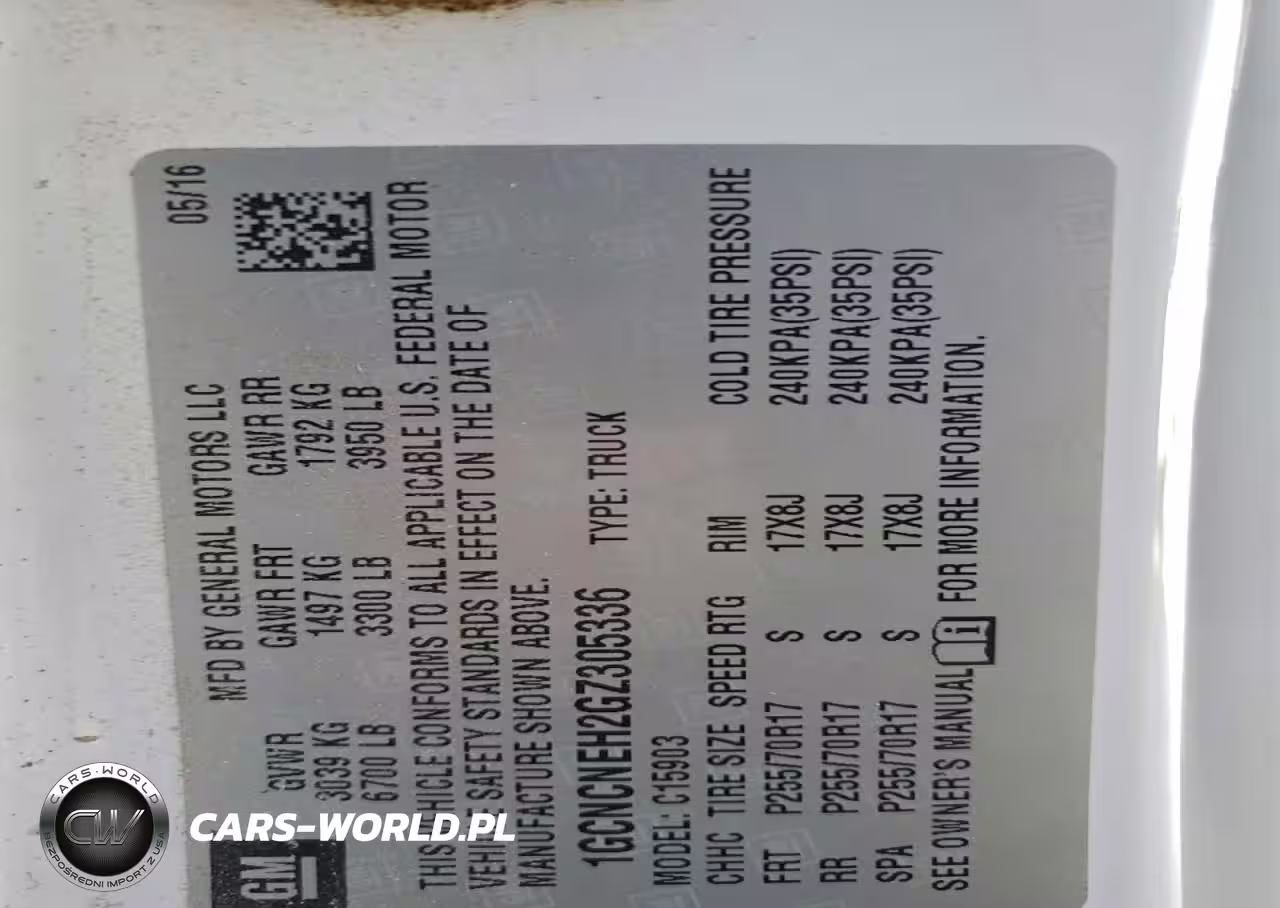 05/16
MFD BY GENERAL MOTORS LLC
GM
GVWR GAWR FRT GAWR RR
3039 KG 1497 KG 1792 KG
6700 LB 3300 LB 3950 LB
THIS VEHICLE CONFORMS TO ALL APPLICABLE U.S. FEDERAL MOTOR
VEHICLE SAFETY STANDARDS IN EFFECT ON THE DATE OF
MANUFACTURE SHOWN ABOVE.
1GCNCNEH2GZ305336 TYPE: TRUCK
MODEL: C15903
CHHC TIRE SIZE SPEED RTG RIM COLD TIRE PRESSURE
FRT P255/70R17 S 17X8J 240KPA(35PSI)
RR P255/70R17 S 17X8J 240KPA(35PSI)
SPA P255/70R17 S 17X8J 240KPA(35PSI)
SEE OWNER'S MANUAL i FOR MORE INFORMATION.
CARS-WORLD
CW
BEZPOŚREDNI IMPORT Z USA
CARS-WORLD.PL